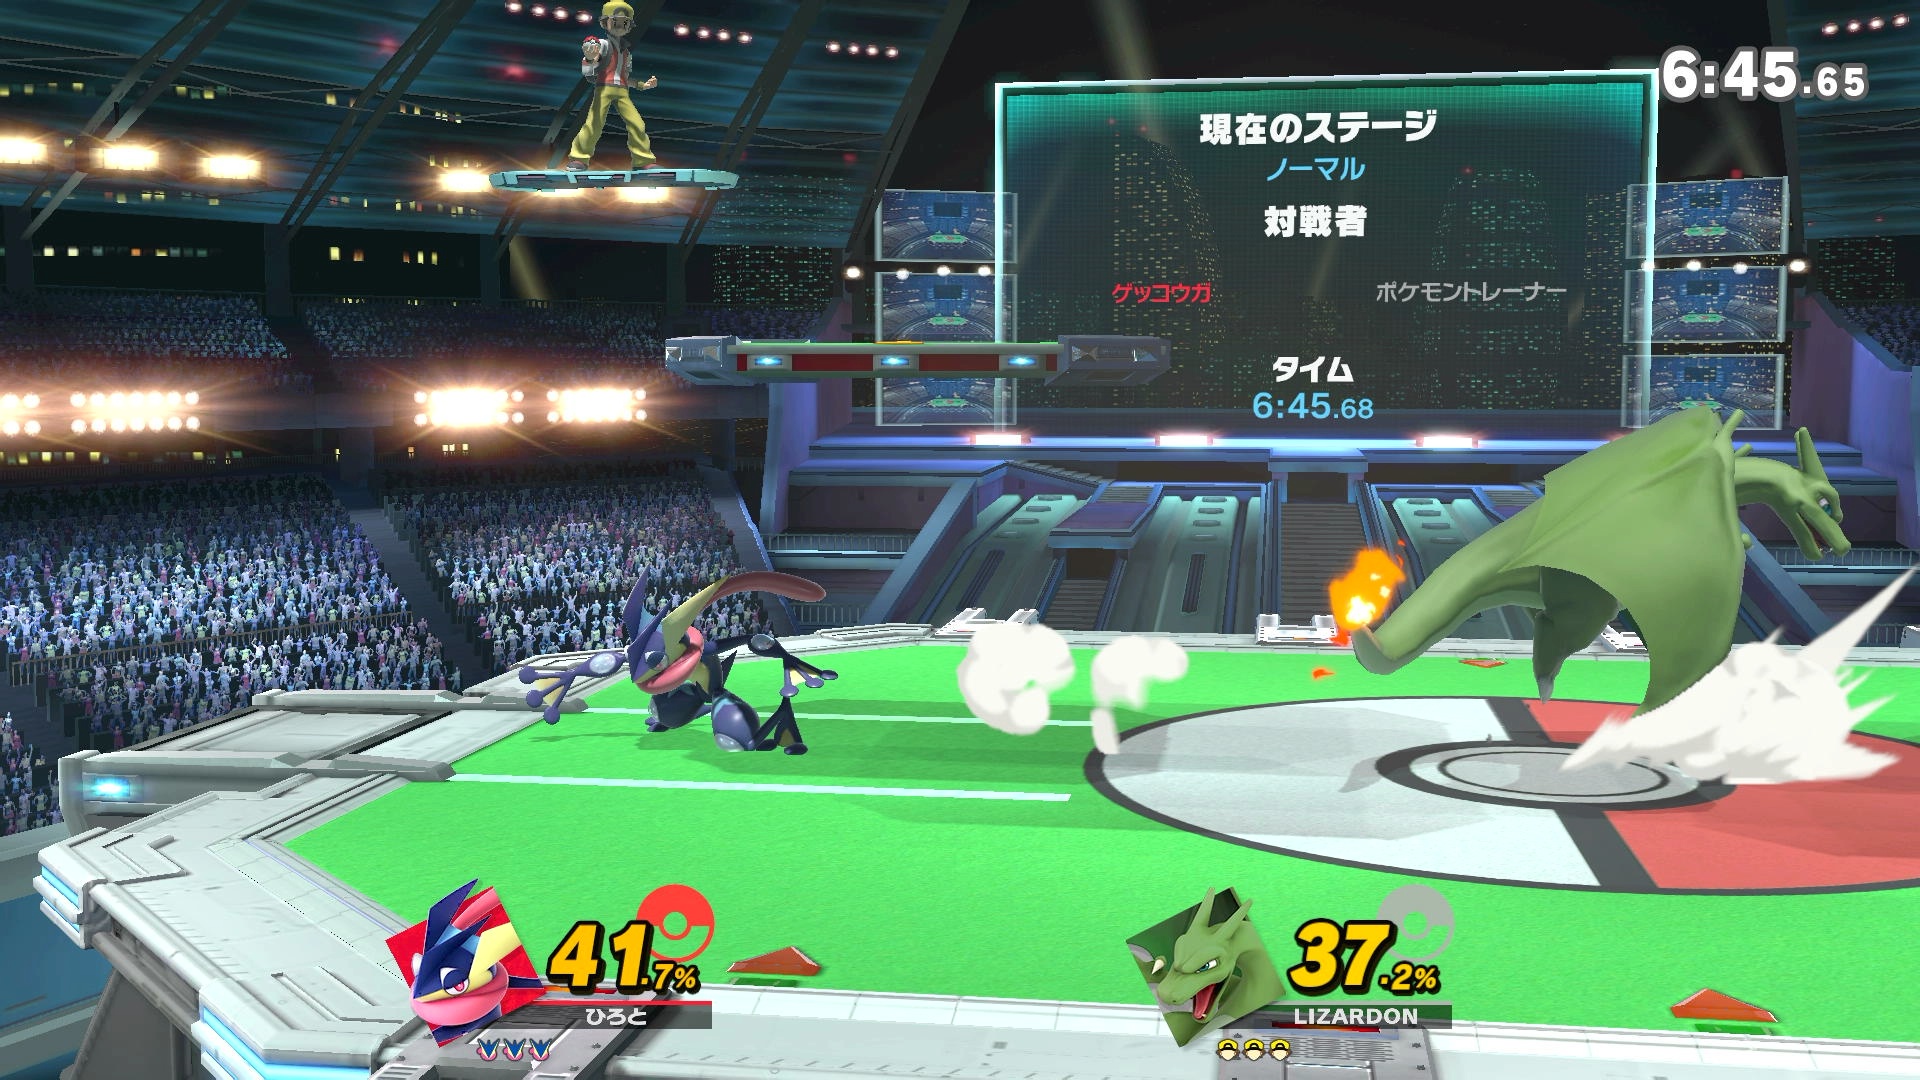 6:45.65
現在のステージ
ノーマル
対戦者
ゲッコウガ
ポケモントレーナー
タイム
6:45.68
41.7%
ひろと
37.2%
LIZARDON